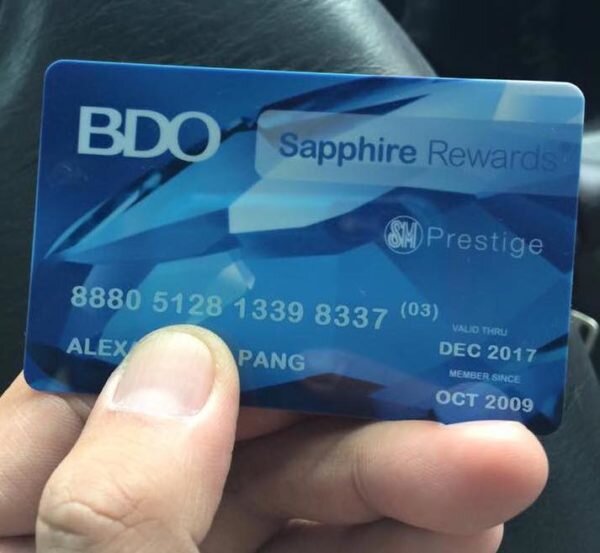 BDO
Sapphire Rewards
SM Prestige
8880 5128 1339 8337 (03)
VALID THRU
ALEX PANG
DEC 2017
MEMBER SINCE
OCT 2009